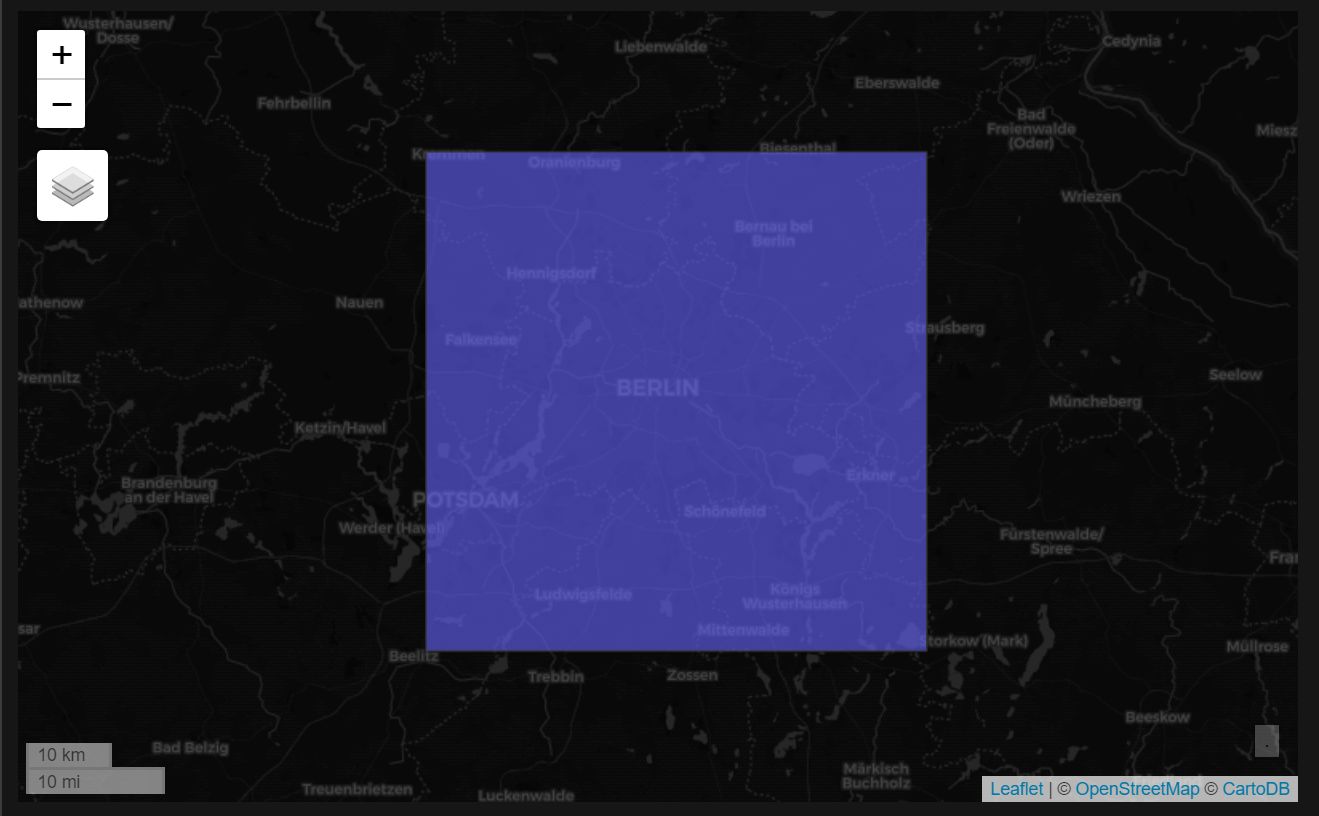 Wusterhausen/
Dosse
Liebenwalde
Cedynia
+
Eberswalde
−
Fehrbellin
Bad
Freienwalde
(Oder)
Miesz
Kremmen
Oranienburg
Biesenthal
Wriezen
Bernau bei
Berlin
Hennigsdorf
athenow
Nauen
Strausberg
Falkensee
Premnitz
Seelow
BERLIN
Müncheberg
Ketzin/Havel
Brandenburg
an der Havel
Erkner
POTSDAM
Schönefeld
Werder (Havel)
Fürstenwalde/
Spree
Fran
Ludwigsfelde
Königs
Wusterhausen
sar
Mittenwalde
Storkow (Mark)
Müllrose
Beelitz
Trebbin
Zossen
Beeskow
Bad Belzig
10 km
10 mi
Märkisch
Buchholz
Treuenbrietzen
Luckenwalde
Leaflet | © OpenStreetMap © CartoDB